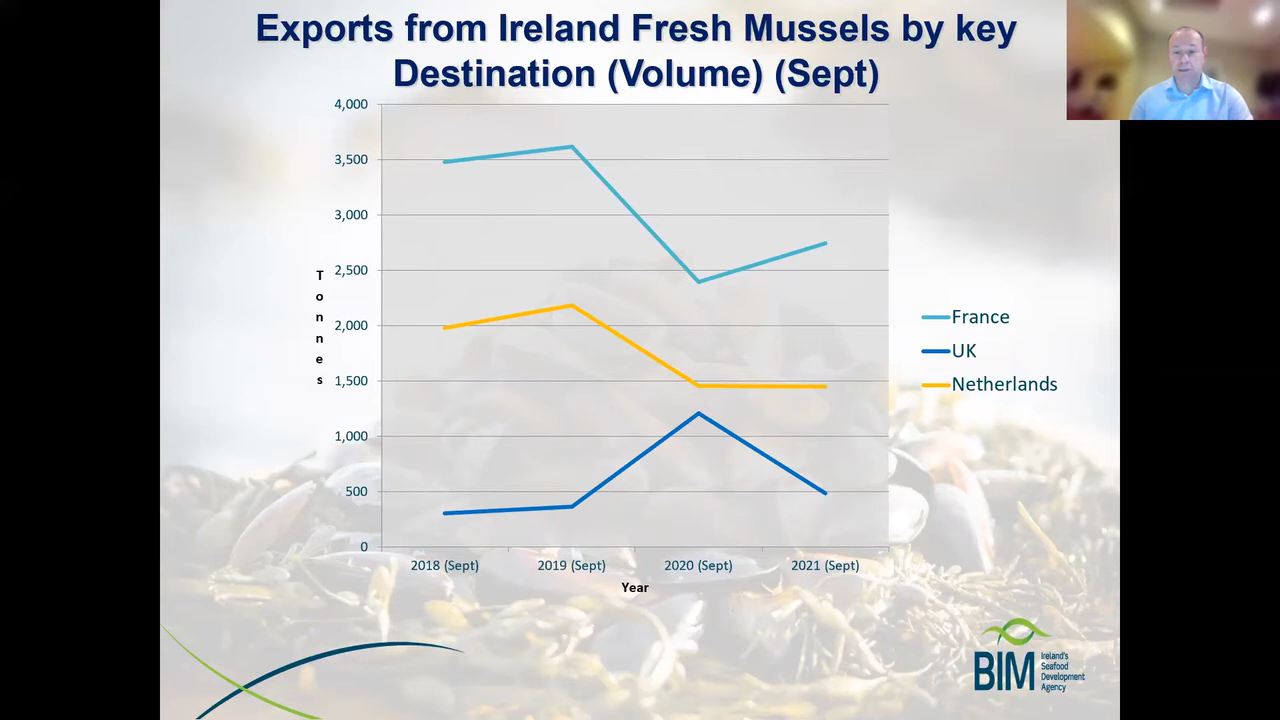 Exports from Ireland Fresh Mussels by key
Destination (Volume) (Sept)
4,000
3,500
3,000
2,500
2,000
1,500
1,000
500
0
Tonnes
2018 (Sept)
2019 (Sept)
2020 (Sept)
2021 (Sept)
Year
France
UK
Netherlands
BIM
Ireland's
Seafood
Development
Agency